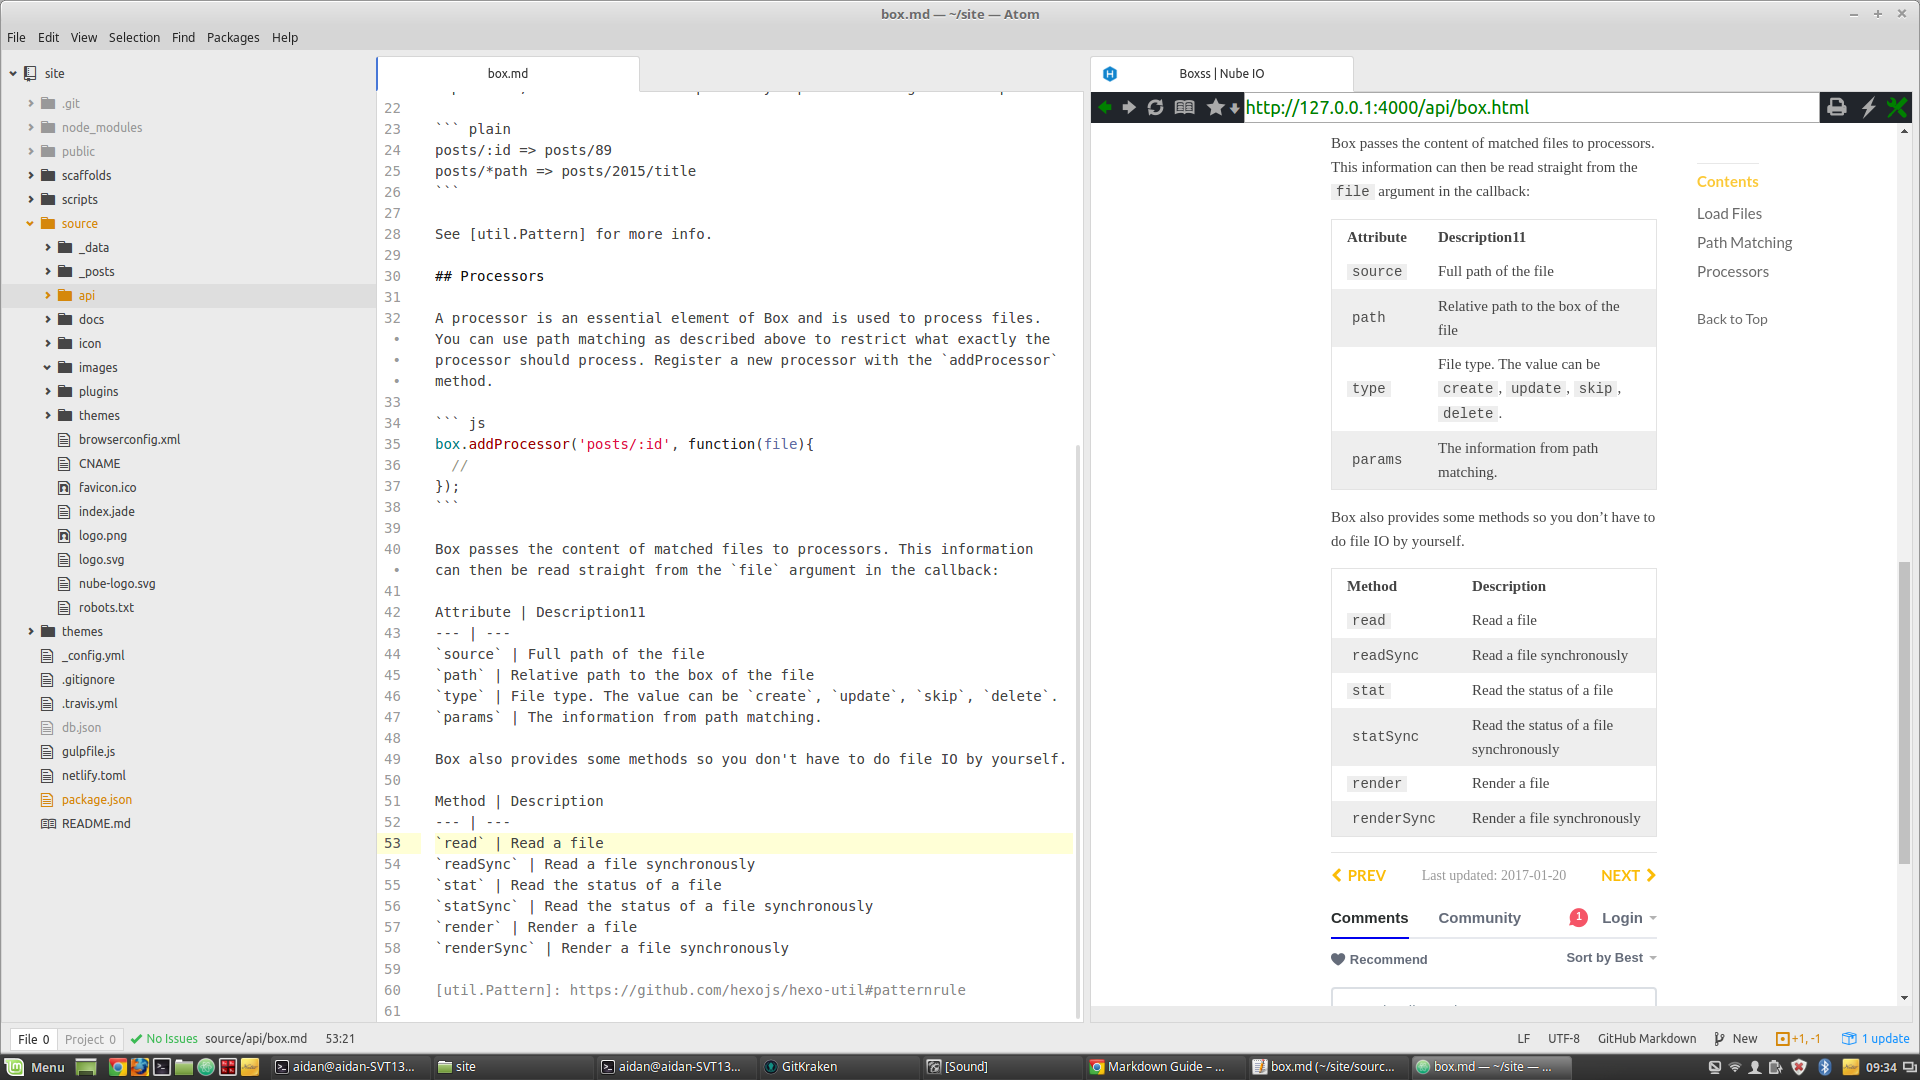 box.md — ~/site — Atom
File Edit View Selection Find Packages Help
site
.git
node_modules
public
scaffolds
scripts
source
_data
_posts
api
docs
icon
images
plugins
themes
browserconfig.xml
CNAME
favicon.ico
index.jade
logo.png
logo.svg
nube-logo.svg
robots.txt
themes
_config.yml
.gitignore
.travis.yml
db.json
gulpfile.js
netlify.toml
package.json
README.md
box.md
22
23 ``` plain
24 posts/:id => posts/89
25 posts/*path => posts/2015/title
26 ```
27
28 See [util.Pattern] for more info.
29
30 ## Processors
31
32 A processor is an essential element of Box and is used to process files.
• You can use path matching as described above to restrict what exactly the
• processor should process. Register a new processor with the `addProcessor`
• method.
33
34 ``` js
35 box.addProcessor('posts/:id', function(file){
36 //
37 });
38 ```
39
40 Box passes the content of matched files to processors. This information
• can then be read straight from the `file` argument in the callback:
41
42 Attribute | Description11
43 --- | ---
44 `source` | Full path of the file
45 `path` | Relative path to the box of the file
46 `type` | File type. The value can be `create`, `update`, `skip`, `delete`.
47 `params` | The information from path matching.
48
49 Box also provides some methods so you don't have to do file IO by yourself.
50
51 Method | Description
52 --- | ---
53 `read` | Read a file
54 `readSync` | Read a file synchronously
55 `stat` | Read the status of a file
56 `statSync` | Read the status of a file synchronously
57 `render` | Render a file
58 `renderSync` | Render a file synchronously
59
60 [util.Pattern]: https://github.com/hexojs/hexo-util#patternrule
61
Boxss | Nube IO
http://127.0.0.1:4000/api/box.html
Box passes the content of matched files to processors.
This information can then be read straight from the
file argument in the callback:
Attribute Description11
source Full path of the file
path Relative path to the box of the
file
type File type. The value can be
create, update, skip,
delete.
params The information from path
matching.
Box also provides some methods so you don’t have to
do file IO by yourself.
Method Description
read Read a file
readSync Read a file synchronously
stat Read the status of a file
statSync Read the status of a file
synchronously
render Render a file
renderSync Render a file synchronously
PREV Last updated: 2017-01-20 NEXT
Comments Community 1 Login
Recommend Sort by Best
Contents
Load Files
Path Matching
Processors
Back to Top
File 0 Project 0 No Issues source/api/box.md 53:21 LF UTF-8 GitHub Markdown New +1, -1 1 update
Menu aidan@aidan-SVT13... site aidan@aidan-SVT13... GitKraken [Sound] Markdown Guide – ... box.md (~/site/sourc... box.md — ~/site — ... 09:34